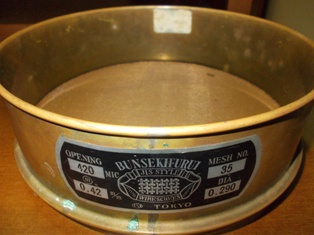 OPENING
420 MIC
0.42 m/m
BUNSEKIFURUI
JIS STYLE
TOKYO
MESH NO.
35
DIA
0.290